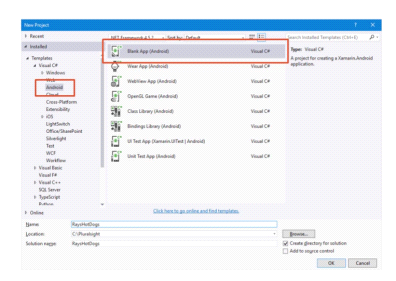 New Project
? ×
Recent
.NET Framework 4.5.2 Sort by: Default
Search Installed Templates (Ctrl+E)
Installed
Templates
Visual C#
Windows
Web
Android
Cloud
Cross-Platform
Extensibility
iOS
LightSwitch
Office/SharePoint
Silverlight
Test
WCF
Workflow
Visual Basic
Visual F#
Visual C++
SQL Server
TypeScript
Python
Online
Blank App (Android) Visual C#
Wear App (Android) Visual C#
WebView App (Android) Visual C#
OpenGL Game (Android) Visual C#
Class Library (Android) Visual C#
Bindings Library (Android) Visual C#
UI Test App (Xamarin.UITest | Android) Visual C#
Unit Test App (Android) Visual C#
Type: Visual C#
A project for creating a Xamarin.Android
application.
Click here to go online and find templates.
Name: RaysHotDogs
Location: C:\Pluralsight
Browse...
Solution name: RaysHotDogs
Create directory for solution
Add to source control
OK Cancel